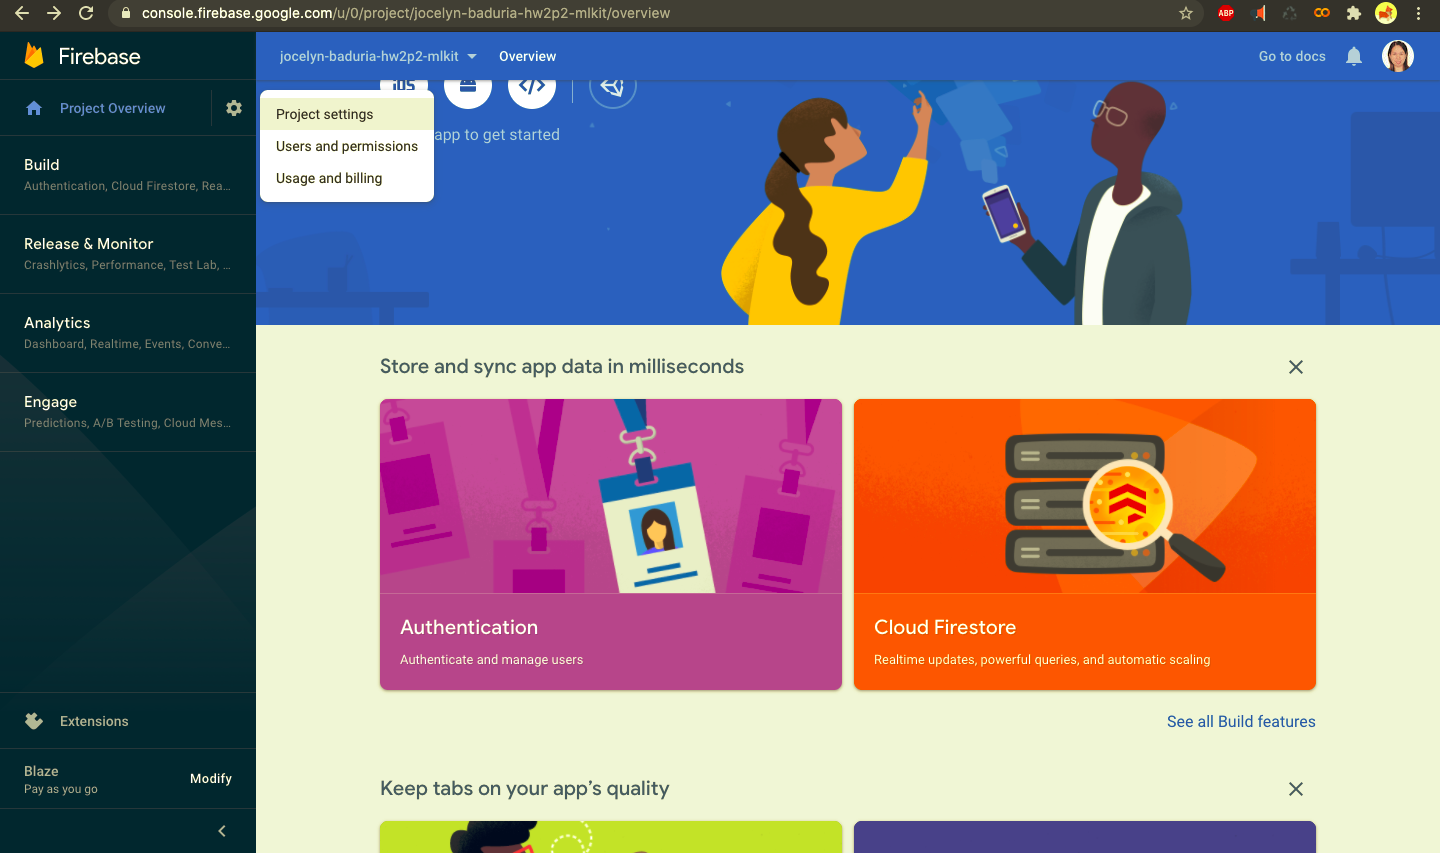 console.firebase.google.com/u/0/project/jocelyn-baduria-hw2p2-mlkit/overview
ABP
Firebase
jocelyn-baduria-hw2p2-mlkit
Overview
Go to docs
iOS
Project Overview
Project settings
Users and permissions
Usage and billing
app to get started
Build
Authentication, Cloud Firestore, Rea...
Release & Monitor
Crashlytics, Performance, Test Lab, ...
Analytics
Dashboard, Realtime, Events, Conve...
Engage
Predictions, A/B Testing, Cloud Mes...
Extensions
Blaze
Pay as you go
Modify
Store and sync app data in milliseconds
Authentication
Authenticate and manage users
Cloud Firestore
Realtime updates, powerful queries, and automatic scaling
See all Build features
Keep tabs on your app’s quality